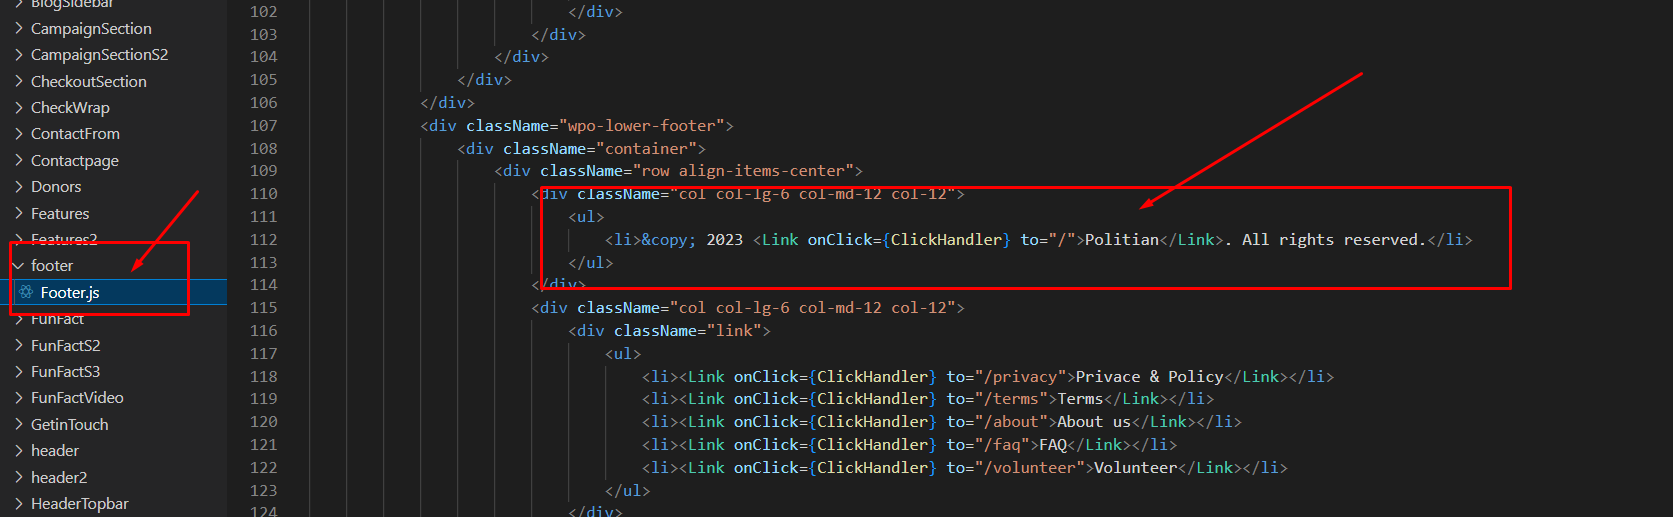 BlogSidebar
CampaignSection
CampaignSectionS2
CheckoutSection
CheckWrap
ContactFrom
Contactpage
Donors
Features
Features2
footer
Footer.js
FunFact
FunFactS2
FunFactS3
FunFactVideo
GetinTouch
header
header2
HeaderTopbar
102 </div>
103 </div>
104 </div>
105 </div>
106 </div>
107 <div className="wpo-lower-footer">
108 <div className="container">
109 <div className="row align-items-center">
110 <div className="col col-lg-6 col-md-12 col-12">
111 <ul>
112 <li>&copy; 2023 <Link onClick={ClickHandler} to="/">Politian</Link>. All rights reserved.</li>
113 </ul>
114 </div>
115 <div className="col col-lg-6 col-md-12 col-12">
116 <div className="link">
117 <ul>
118 <li><Link onClick={ClickHandler} to="/privacy">Privace & Policy</Link></li>
119 <li><Link onClick={ClickHandler} to="/terms">Terms</Link></li>
120 <li><Link onClick={ClickHandler} to="/about">About us</Link></li>
121 <li><Link onClick={ClickHandler} to="/faq">FAQ</Link></li>
122 <li><Link onClick={ClickHandler} to="/volunteer">Volunteer</Link></li>
123 </ul>
124 </div>